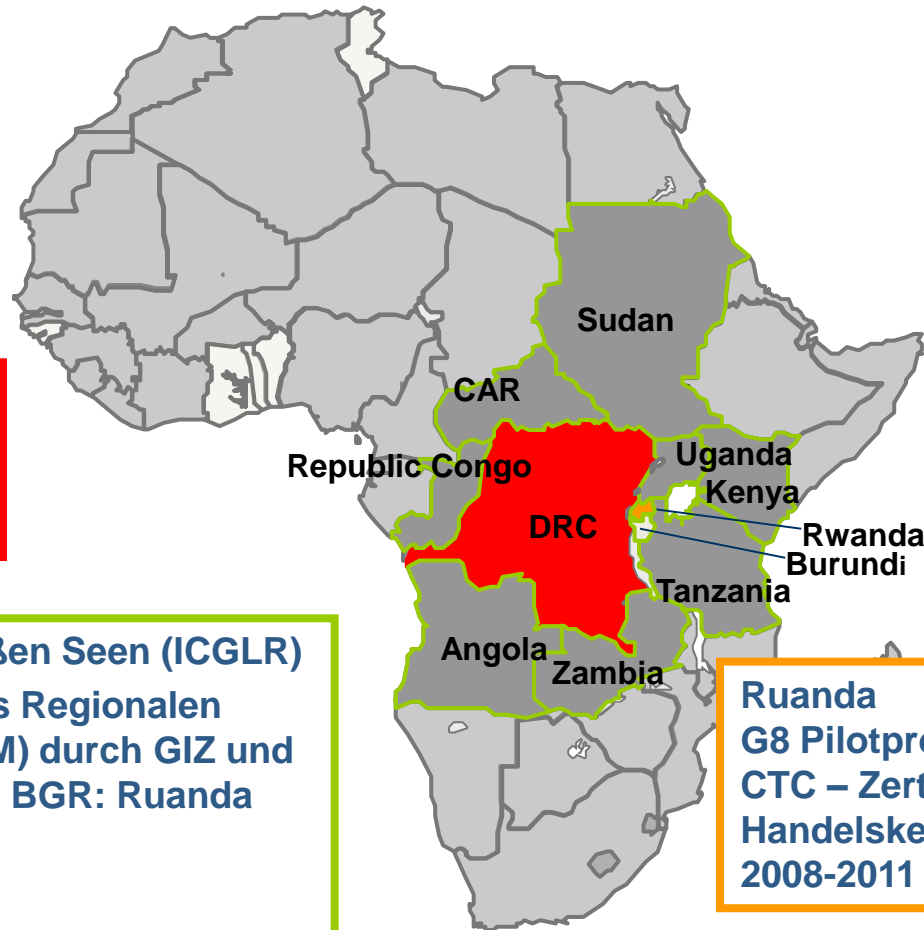 Sudan
CAR
Republic Congo
Uganda
Kenya
DRC
Rwanda
Burundi
Tanzania
Angola
Zambia
ßen Seen (ICGLR)
s Regionalen
M) durch GIZ und
BGR: Ruanda
Ruanda
G8 Pilotpro
CTC – Zert
Handelske
2008-2011